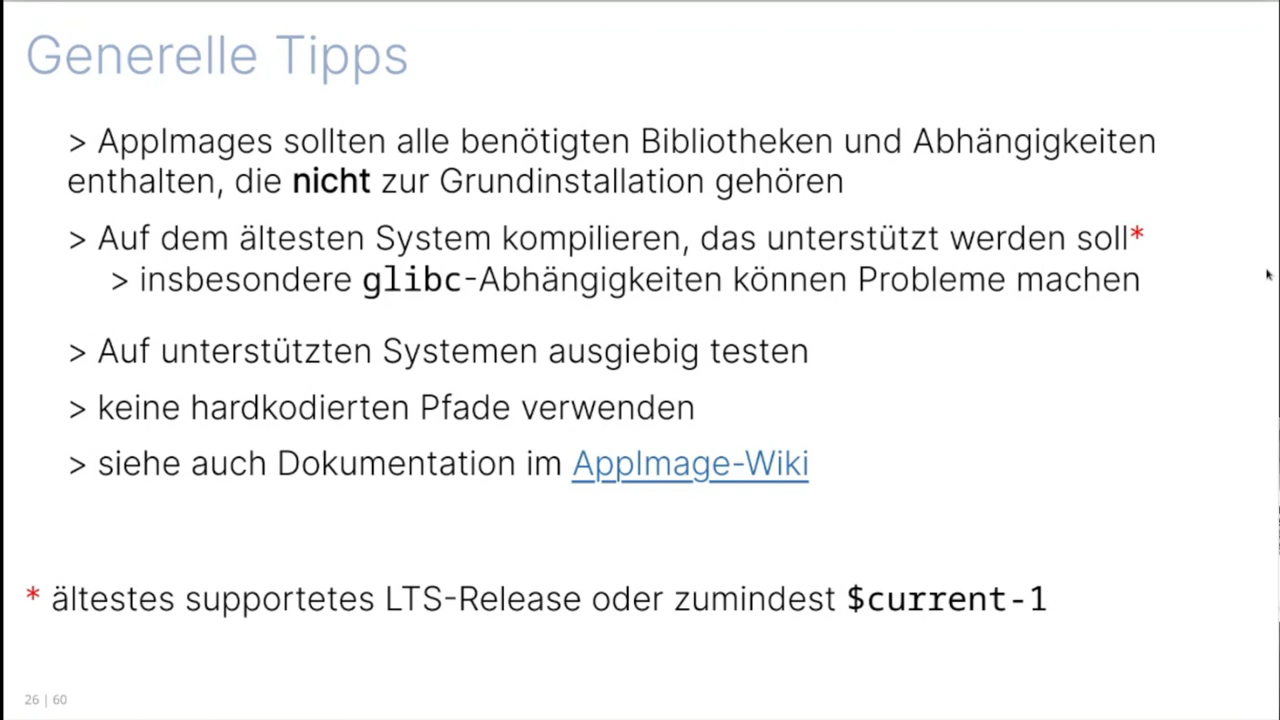 Generelle Tipps
> AppImages sollten alle benötigten Bibliotheken und Abhängigkeiten
enthalten, die nicht zur Grundinstallation gehören
> Auf dem ältesten System kompilieren, das unterstützt werden soll*
> insbesondere glibc-Abhängigkeiten können Probleme machen
> Auf unterstützten Systemen ausgiebig testen
> keine hardkodierten Pfade verwenden
> siehe auch Dokumentation im AppImage-Wiki
* ältestes supportetes LTS-Release oder zumindest $current-1
26 | 60